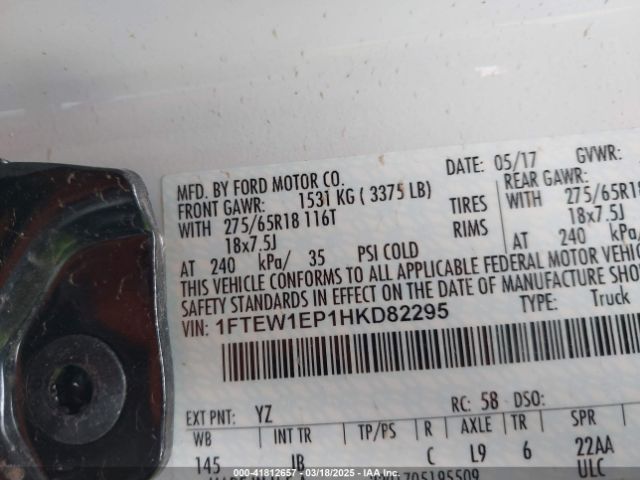 DATE: 05/17 GVWR:
MFD. BY FORD MOTOR CO.
FRONT GAWR: 1531 KG ( 3375 LB) REAR GAWR:
WITH 275/65R18 116T TIRES WITH 275/65R18
18x7.5J RIMS 18x7.5J
AT 240 kPa/ 35 PSI COLD AT 240 kPa/
THIS VEHICLE CONFORMS TO ALL APPLICABLE FEDERAL MOTOR VEHIC
SAFETY STANDARDS IN EFFECT ON THE DATE OF MANUFACTURE SHO
VIN: 1FTEW1EP1HKD82295 TYPE: Truck
EXT PNT: YZ RC: 58 DSO:
WB INT TR TP/PS R AXLE TR SPR
145 JB C L9 6 22AA
ULC
000-41812657 - 03/18/2025 - IAAI.COM